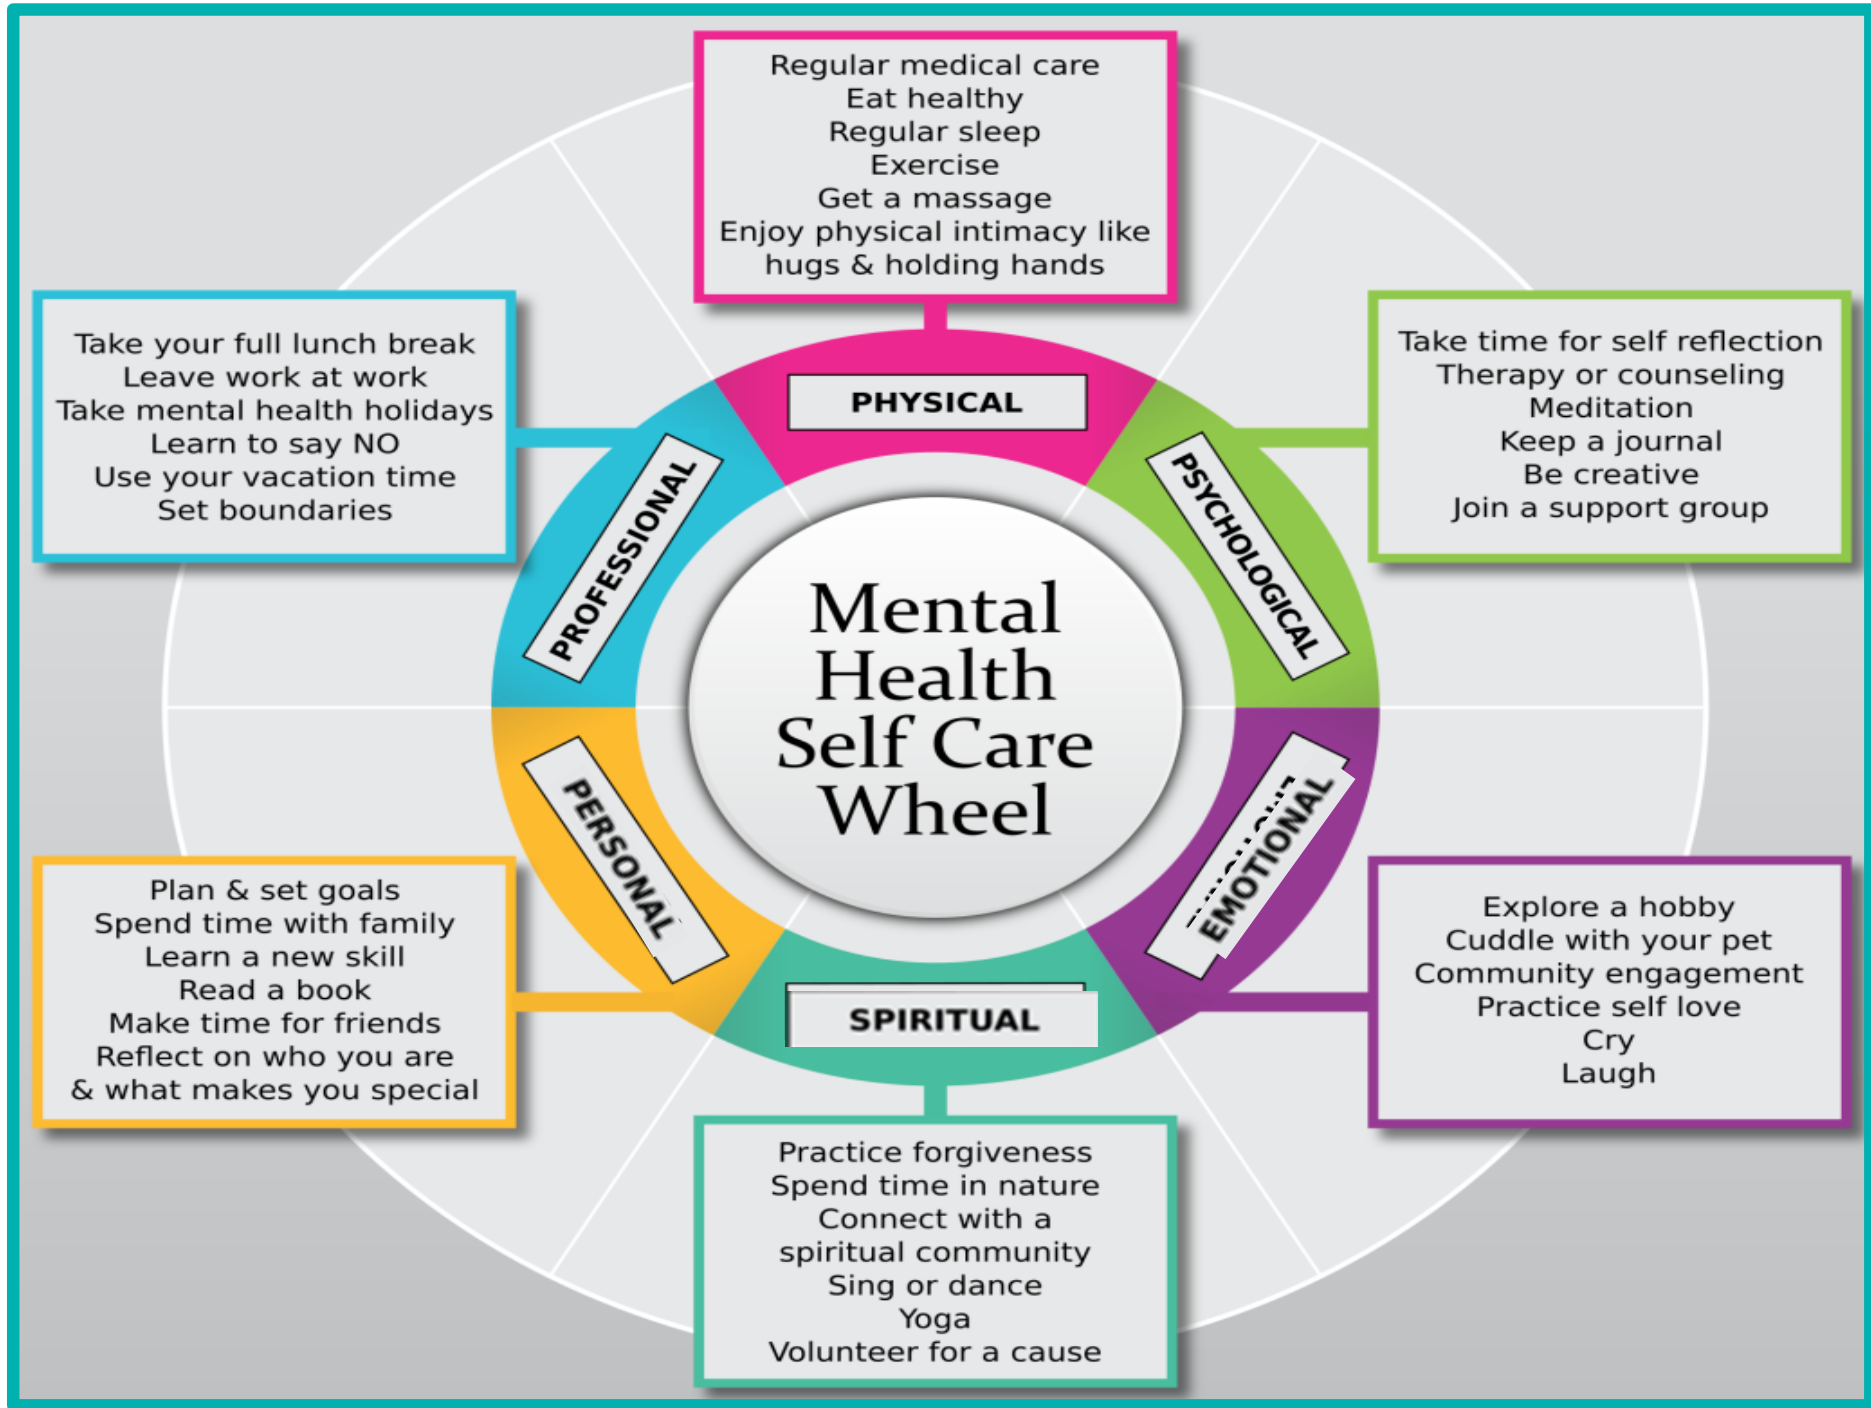 Regular medical care
Eat healthy
Regular sleep
Exercise
Get a massage
Enjoy physical intimacy like
hugs & holding hands
PHYSICAL
Take your full lunch break
Leave work at work
Take mental health holidays
Learn to say NO
Use your vacation time
Set boundaries
PROFESSIONAL
Take time for self reflection
Therapy or counseling
Meditation
Keep a journal
Be creative
Join a support group
PSYCHOLOGICAL
Mental
Health
Self Care
Wheel
Plan & set goals
Spend time with family
Learn a new skill
Read a book
Make time for friends
Reflect on who you are
& what makes you special
PERSONAL
Explore a hobby
Cuddle with your pet
Community engagement
Practice self love
Cry
Laugh
EMOTIONAL
SPIRITUAL
Practice forgiveness
Spend time in nature
Connect with a
spiritual community
Sing or dance
Yoga
Volunteer for a cause